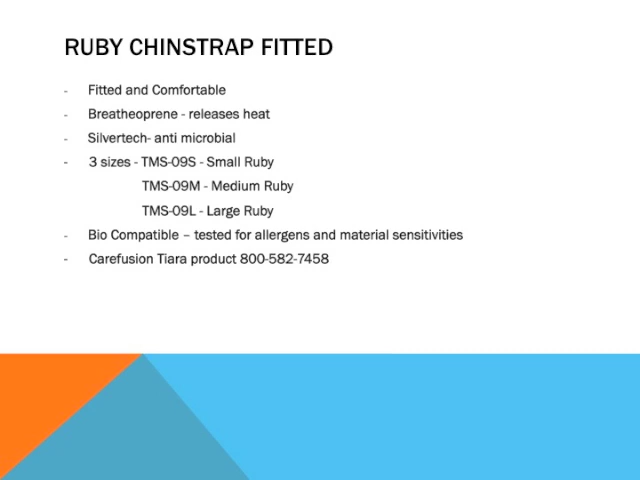 RUBY CHINSTRAP FITTED
- Fitted and Comfortable
- Breatheoprene - releases heat
- Silvertech- anti microbial
- 3 sizes - TMS-09S - Small Ruby
TMS-09M - Medium Ruby
TMS-09L - Large Ruby
- Bio Compatible – tested for allergens and material sensitivities
- Carefusion Tiara product 800-582-7458